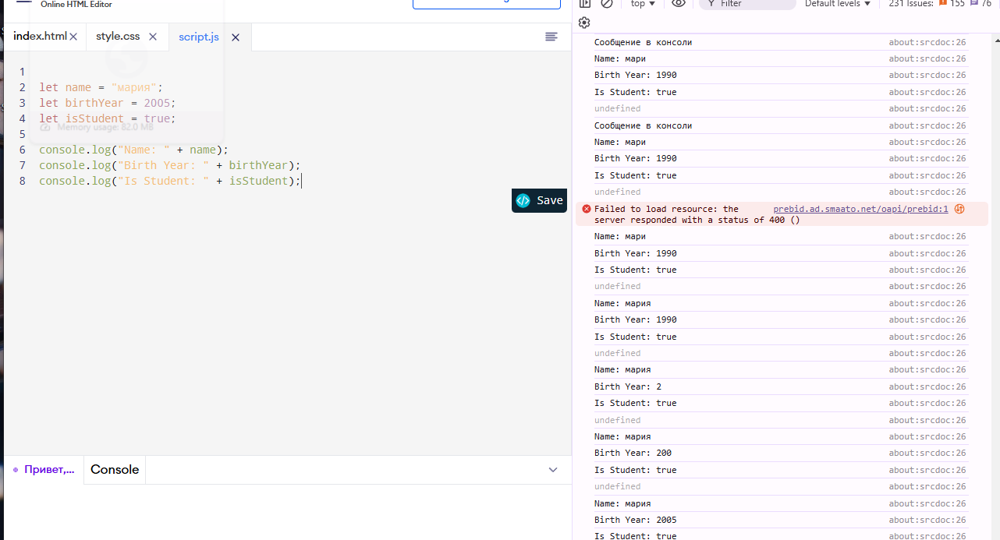 Online HTML Editor
index.html
style.css
script.js
1
2 let name = "мария";
3 let birthYear = 2005;
4 let isStudent = true;
Memory usage: 82.0 MB
5
6 console.log("Name: " + name);
7 console.log("Birth Year: " + birthYear);
8 console.log("Is Student: " + isStudent);
Save
Привет,...
Console
top
Filter
Default levels
231 Issues:
155
76
Сообщение в консоли about:srcdoc:26
Name: мари about:srcdoc:26
Birth Year: 1990 about:srcdoc:26
Is Student: true about:srcdoc:26
undefined about:srcdoc:26
Сообщение в консоли about:srcdoc:26
Name: мари about:srcdoc:26
Birth Year: 1990 about:srcdoc:26
Is Student: true about:srcdoc:26
undefined about:srcdoc:26
Failed to load resource: the prebid.ad.smaato.net/oapi/prebid:1
server responded with a status of 400 ()
Name: мари about:srcdoc:26
Birth Year: 1990 about:srcdoc:26
Is Student: true about:srcdoc:26
undefined about:srcdoc:26
Name: мария about:srcdoc:26
Birth Year: 1990 about:srcdoc:26
Is Student: true about:srcdoc:26
undefined about:srcdoc:26
Name: мария about:srcdoc:26
Birth Year: 2 about:srcdoc:26
Is Student: true about:srcdoc:26
undefined about:srcdoc:26
Name: мария about:srcdoc:26
Birth Year: 200 about:srcdoc:26
Is Student: true about:srcdoc:26
undefined about:srcdoc:26
Name: мария about:srcdoc:26
Birth Year: 2005 about:srcdoc:26
Is Student: true about:srcdoc:26